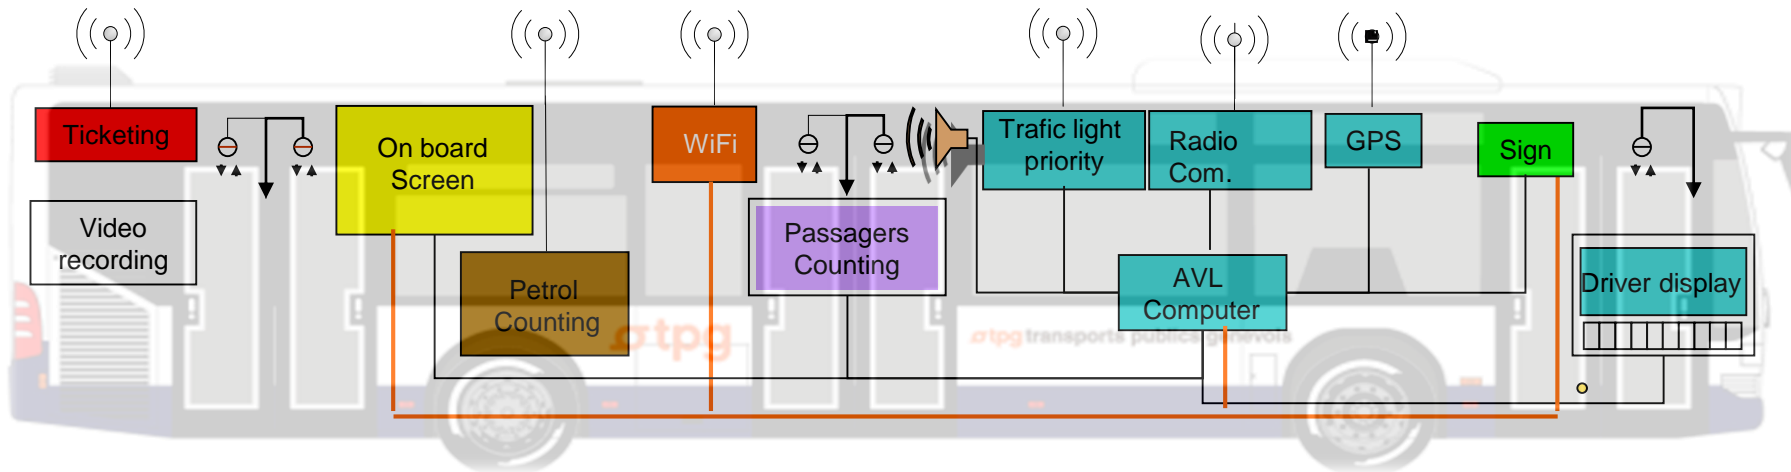 Ticketing
Video
recording
On board
Screen
Petrol
Counting
WiFi
Passagers
Counting
Trafic light
priority
Radio
Com.
GPS
Sign
AVL
Computer
Driver display
tpg
tpg transports publics genevois